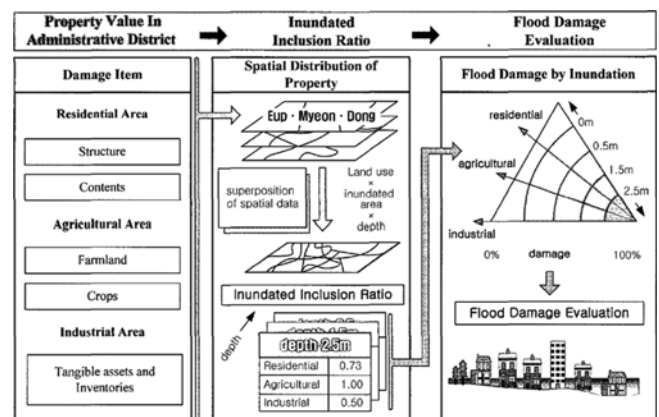 Property Value In
Administrative District
Inundated
Inclusion Ratio
Flood Damage
Evaluation
Damage Item
Residential Area
Structure
Contents
Agricultural Area
Farmland
Crops
Industrial Area
Tangible assets and
Inventories
Spatial Distribution of
Property
Eup · Myeon · Dong
superposition
of spatial data
Land use
×
inundated
area
×
depth
Inundated Inclusion Ratio
depth
depth-2.5m
Residential 0.73
Agricultural 1.00
Industrial 0.50
Flood Damage by Inundation
residential
agricultural
industrial
0m
0.5m
1.5m
2.5m
0% damage 100%
Flood Damage Evaluation